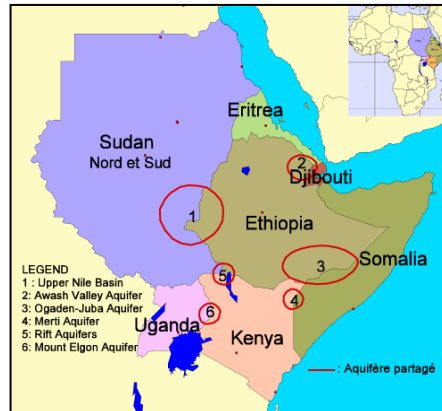 Eritrea
Sudan
Nord et Sud
2
Djibouti
1
Ethiopia
Somalia
3
LEGEND
1 : Upper Nile Basin
2 : Awash Valley Aquifer
3 : Ogaden-Juba Aquifer
4 : Merti Aquifer
5 : Rift Aquifers
6 : Mount Elgon Aquifer
5
4
6
Uganda
Kenya
: Aquifère partagé